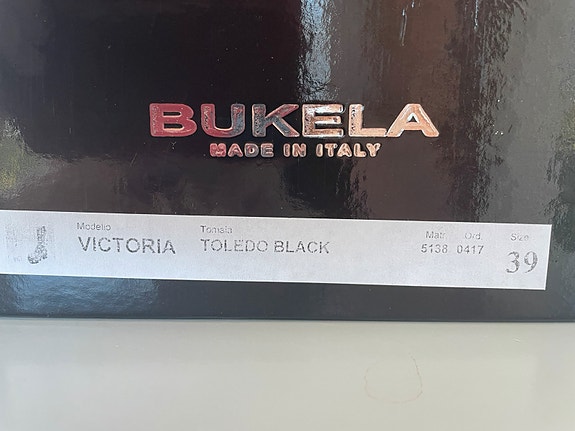 BUKELA
MADE IN ITALY
Modello Tomaia Matr. Ord. Size
VICTORIA TOLEDO BLACK 5138 0417 39